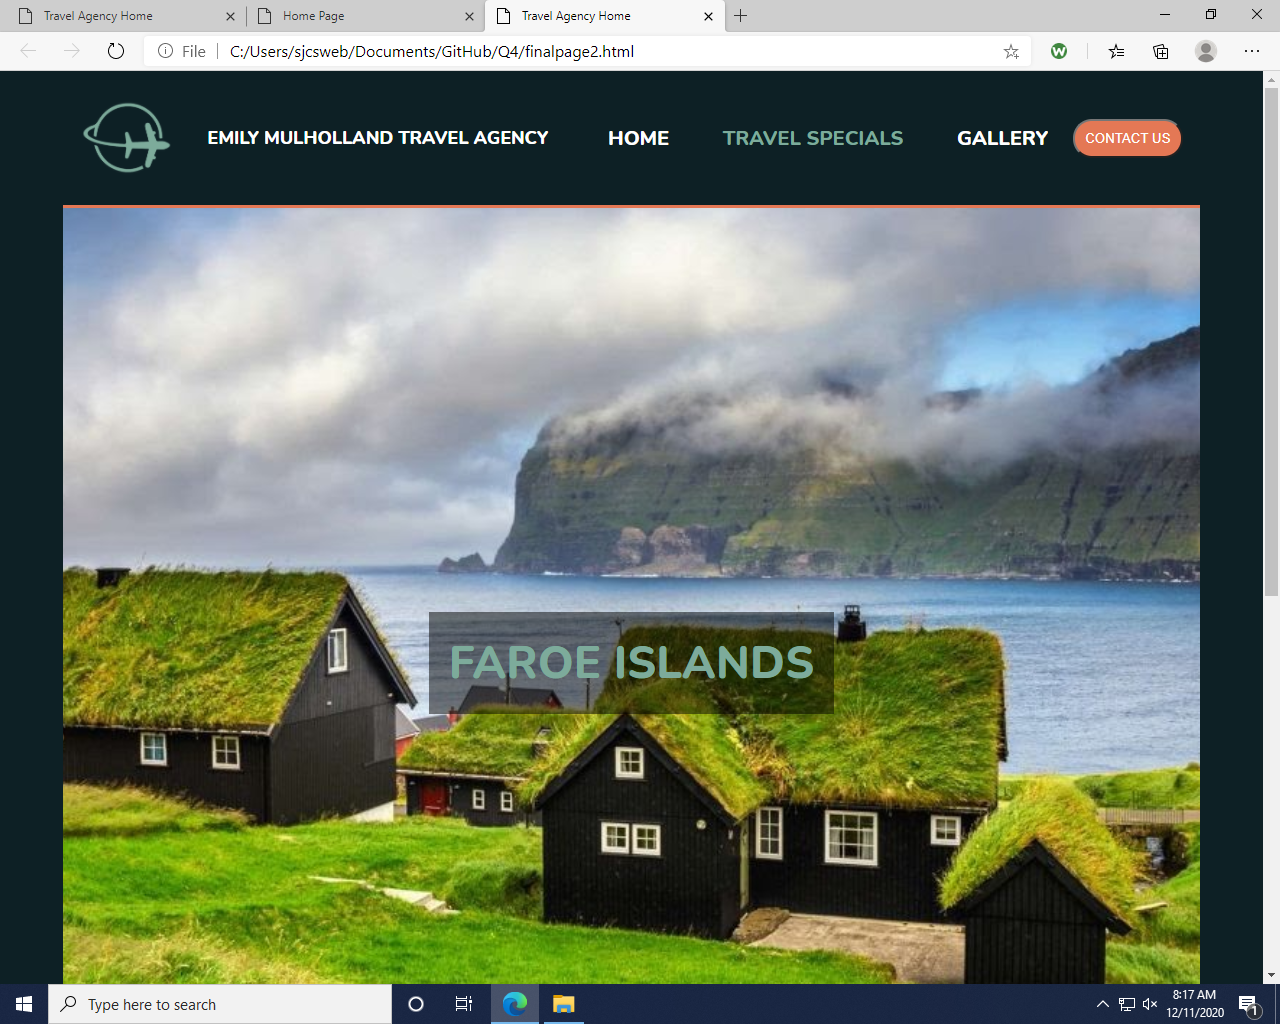 Travel Agency Home
Home Page
Travel Agency Home
File
C:/Users/sjcsweb/Documents/GitHub/Q4/finalpage2.html
W
EMILY MULHOLLAND TRAVEL AGENCY
HOME
TRAVEL SPECIALS
GALLERY
CONTACT US
FAROE ISLANDS
Type here to search
8:17 AM
12/11/2020
1